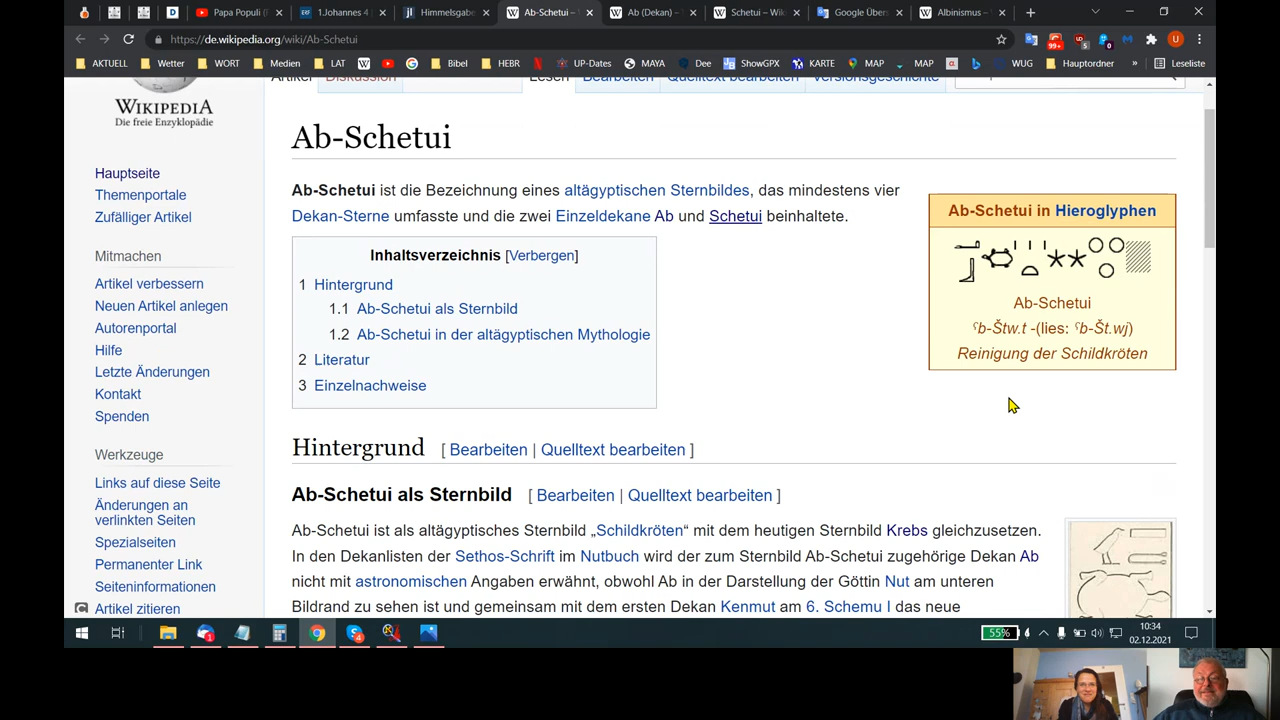 Papa Populi (
1.Johannes 4
Himmelsgabe
Ab-Schetui –
Ab (Dekan) –
Schetui – Wik
Google Übers
Albinismus –
https://de.wikipedia.org/wiki/Ab-Schetui
AKTUELL
Wetter
WORT
Medien
LAT
Bibel
HEBR
UP-Dates
MAYA
Dee
ShowGPX
KARTE
MAP
MAP
WUG
Hauptordner
»
Leseliste
Artikel
Diskussion
Lesen
Bearbeiten
Quelltext bearbeiten
Versionsgeschichte
WIKIPEDIA
Die freie Enzyklopädie
Hauptseite
Themenportale
Zufälliger Artikel
Mitmachen
Artikel verbessern
Neuen Artikel anlegen
Autorenportal
Hilfe
Letzte Änderungen
Kontakt
Spenden
Werkzeuge
Links auf diese Seite
Änderungen an
verlinkten Seiten
Spezialseiten
Permanenter Link
Seiteninformationen
Artikel zitieren
Ab-Schetui
Ab-Schetui ist die Bezeichnung eines altägyptischen Sternbildes, das mindestens vier
Dekan-Sterne umfasste und die zwei Einzeldekane Ab und Schetui beinhaltete.
Inhaltsverzeichnis [Verbergen]
1 Hintergrund
1.1 Ab-Schetui als Sternbild
1.2 Ab-Schetui in der altägyptischen Mythologie
2 Literatur
3 Einzelnachweise
Ab-Schetui in Hieroglyphen
Ab-Schetui
ˁb-Štw.t -(lies: ˁb-Št.wj)
Reinigung der Schildkröten
Hintergrund [ Bearbeiten | Quelltext bearbeiten ]
Ab-Schetui als Sternbild [ Bearbeiten | Quelltext bearbeiten ]
Ab-Schetui ist als altägyptisches Sternbild „Schildkröten“ mit dem heutigen Sternbild Krebs gleichzusetzen.
In den Dekanlisten der Sethos-Schrift im Nutbuch wird der zum Sternbild Ab-Schetui zugehörige Dekan Ab
nicht mit astronomischen Angaben erwähnt, obwohl Ab in der Darstellung der Göttin Nut am unteren
Bildrand zu sehen ist und gemeinsam mit dem ersten Dekan Kenmut am 6. Schemu I das neue
55%
10:34
02.12.2021